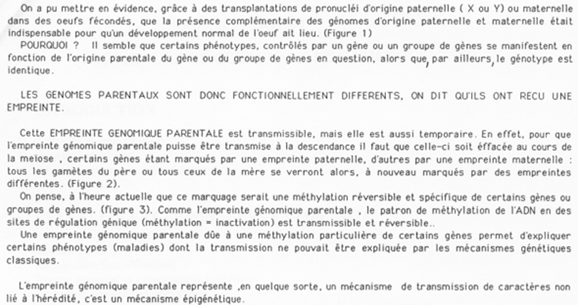 On a pu mettre en évidence, grâce à des transplantations de pronucléi d'origine paternelle ( X ou Y) ou maternelle
dans des oeufs fécondés, que la présence complémentaire des génomes d'origine paternelle et maternelle était
indispensable pour qu'un développement normal de l'oeuf ait lieu. (Figure 1)
POURQUOI ? Il semble que certains phénotypes, contrôlés par un gène ou un groupe de gènes se manifestent en
fonction de l'origine parentale du gène ou du groupe de gènes en question, alors que, par ailleurs, le génotype est
identique.
LES GENOMES PARENTAUX SONT DONC FONCTIONNELLEMENT DIFFERENTS, ON DIT QU'ILS ONT RECU UNE
EMPREINTE.
Cette EMPREINTE GENOMIQUE PARENTALE est transmissible, mais elle est aussi temporaire. En effet, pour que
l'empreinte génomique parentale puisse être transmise à la descendance il faut que celle-ci soit éffacée au cours de
la meiose , certains gènes étant marqués par une empreinte paternelle, d'autres par une empreinte maternelle :
tous les gamètes du père ou tous ceux de la mère se verront alors, à nouveau marqués par des empreintes
différentes. (Figure 2).
On pense, à l'heure actuelle que ce marquage serait une méthylation réversible et spécifique de certains gènes ou
groupes de gènes. (figure 3). Comme l'empreinte génomique parentale , le patron de méthylation de l'ADN en des
sites de régulation génique (méthylation = inactivation) est transmissible et réversible..
Une empreinte génomique parentale dûe à une méthylation particulière de certains gènes permet d'expliquer
certains phénotypes (maladies) dont la transmission ne pouvait être expliquée par les mécanismes génétiques
classiques.
L'empreinte génomique parentale représente ,en quelque sorte, un mécanisme de transmission de caractères non
lié à l'hérédité, c'est un mécanisme épigénétique.